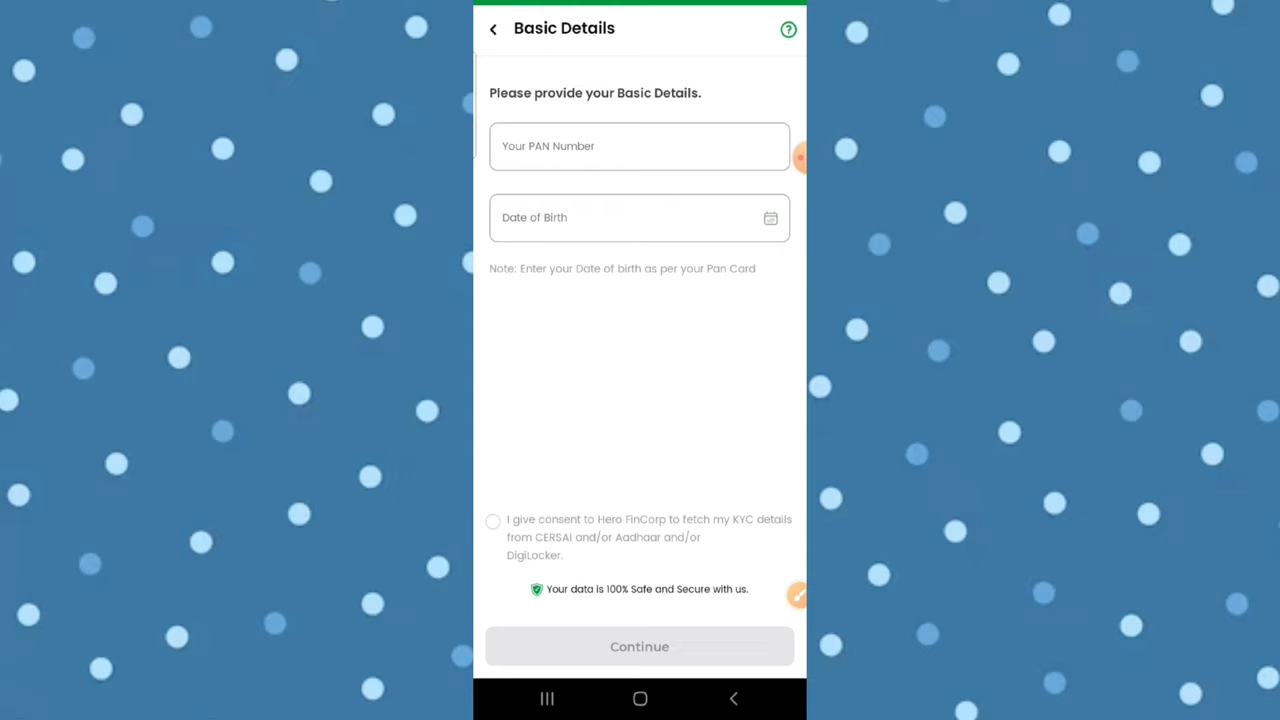 Basic Details
Please provide your Basic Details.
Your PAN Number
Date of Birth
Note: Enter your Date of birth as per your Pan Card
I give consent to Hero FinCorp to fetch my KYC details
from CERSAI and/or Aadhaar and/or
DigiLocker.
Your data is 100% Safe and Secure with us.
Continue